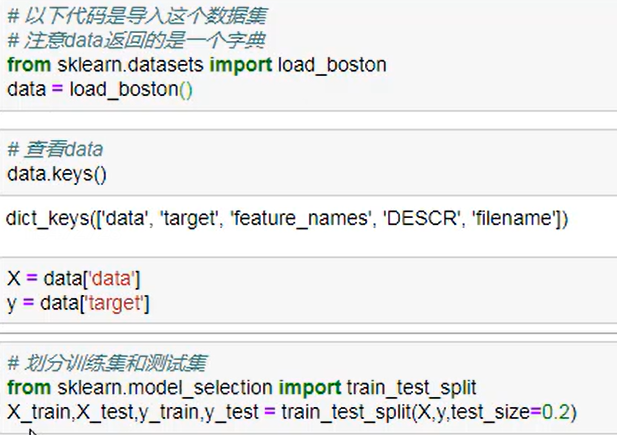 # 以下代码是导入这个数据集
# 注意data返回的是一个字典
from sklearn.datasets import load_boston
data = load_boston()
# 查看data
data.keys()
dict_keys(['data', 'target', 'feature_names', 'DESCR', 'filename'])
X = data['data']
y = data['target']
# 划分训练集和测试集
from sklearn.model_selection import train_test_split
X_train,X_test,y_train,y_test = train_test_split(X,y,test_size=0.2)